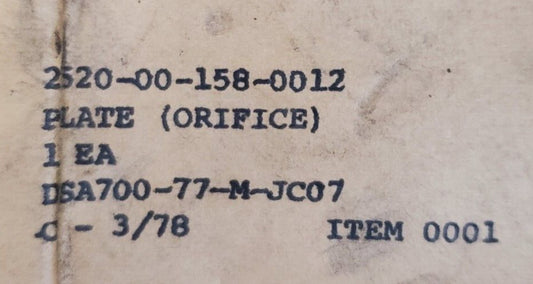 2520-00-158-0012
PLATE (ORIFICE)
1 EA
DSA700-77-M-JC07
C - 3/78 ITEM 0001